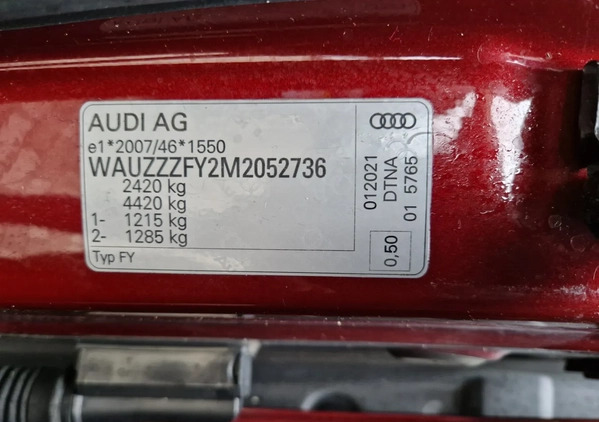 AUDI AG
e1*2007/46*1550
WAUZZZFY2M2052736
2420 kg
4420 kg
1- 1215 kg
2- 1285 kg
Typ FY
012021
DTNA
01 5765
0,50